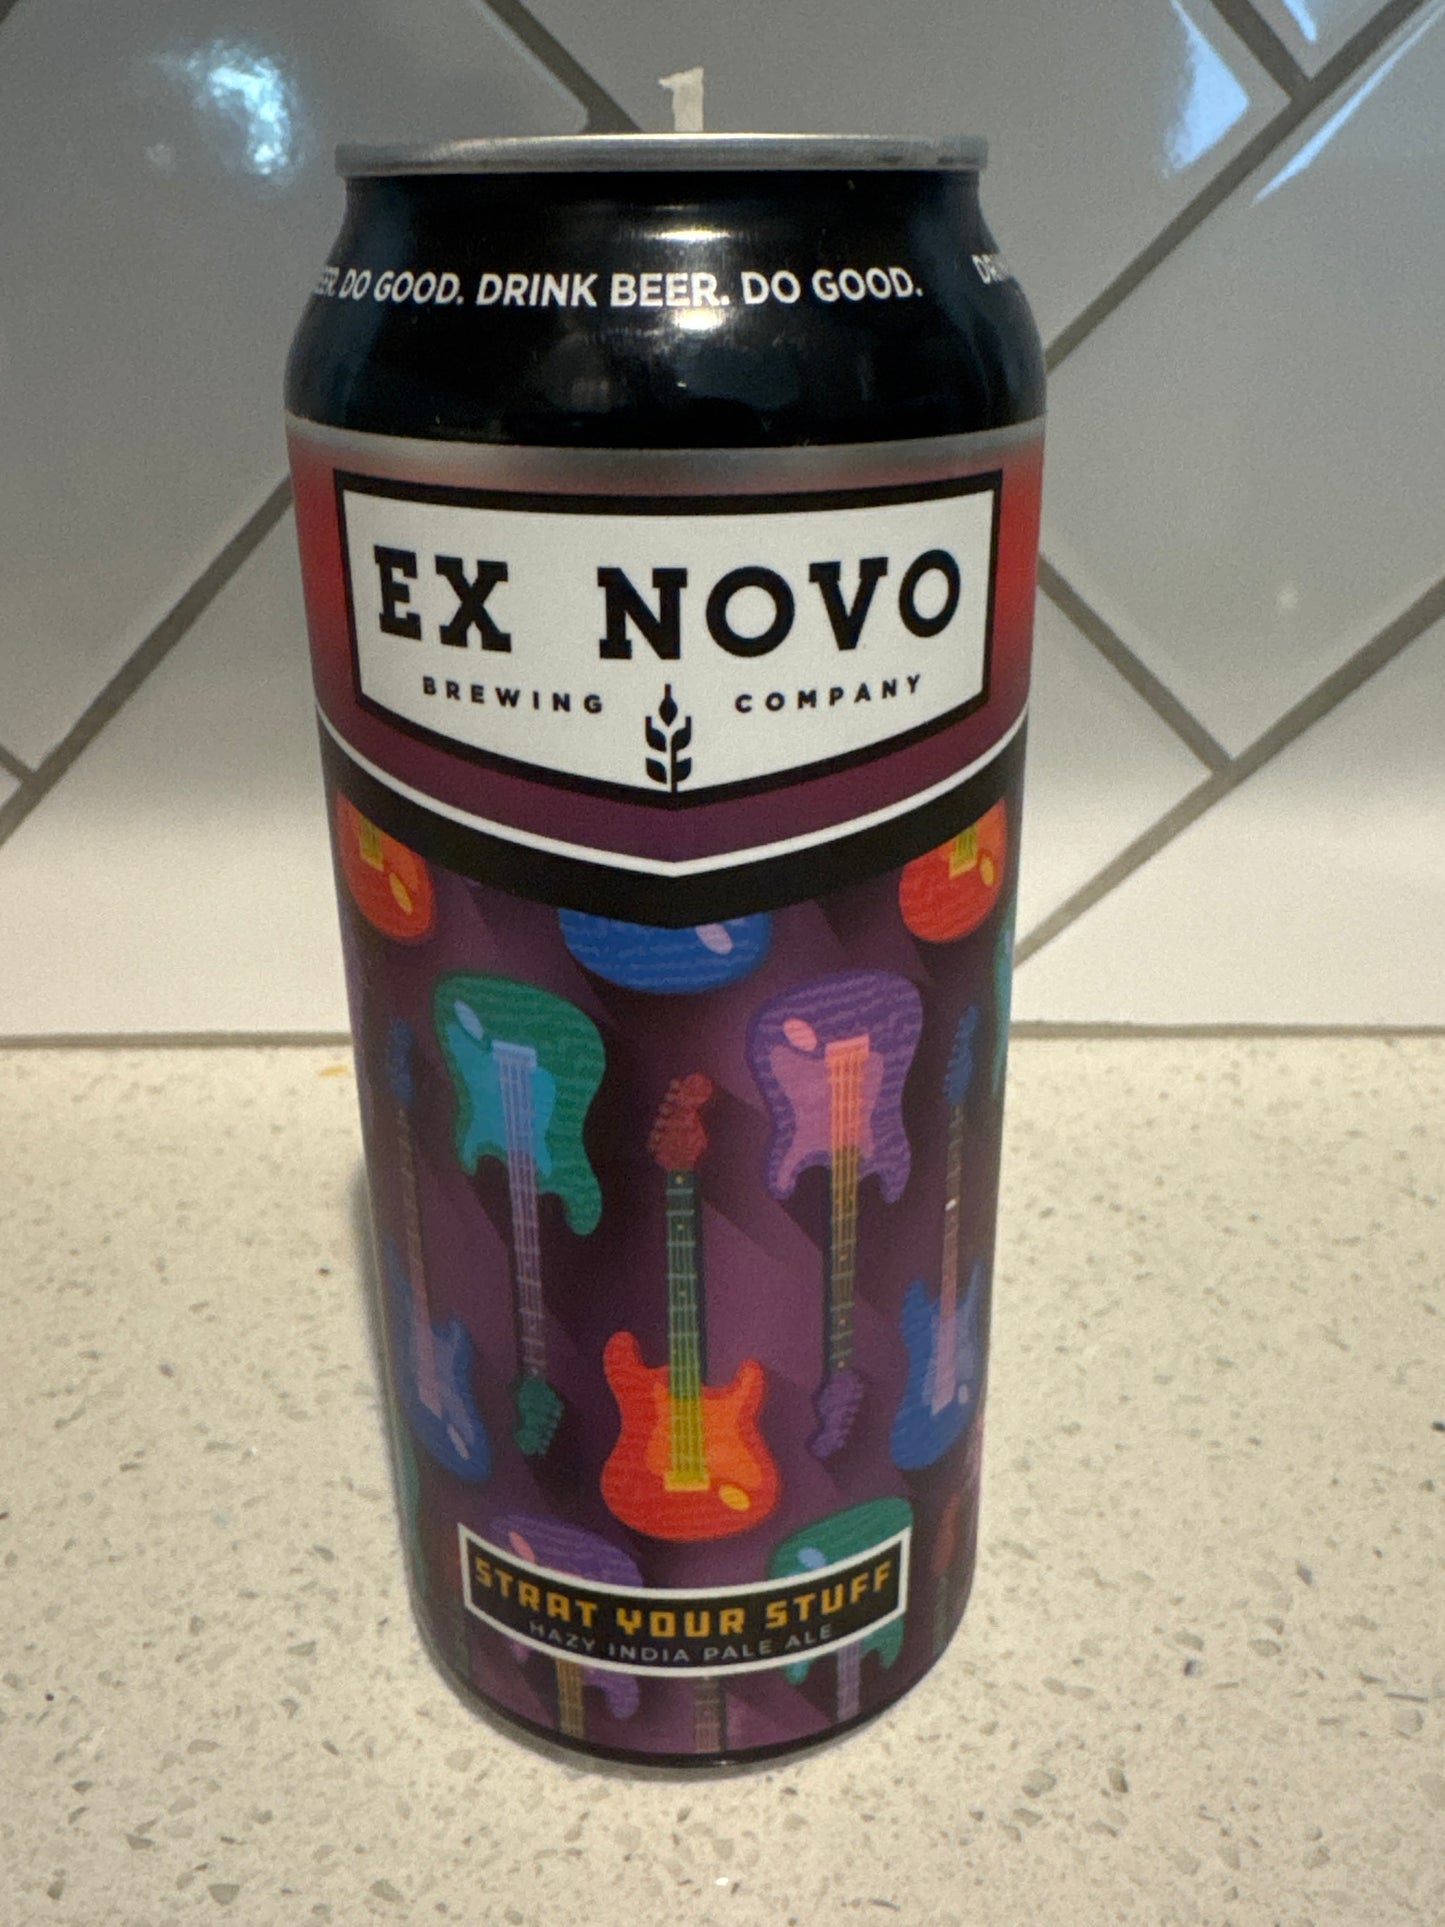 DO GOOD. DRINK BEER. DO GOOD.
EX NOVO
BREWING COMPANY
STRAT YOUR STUFF
HAZY INDIA PALE ALE